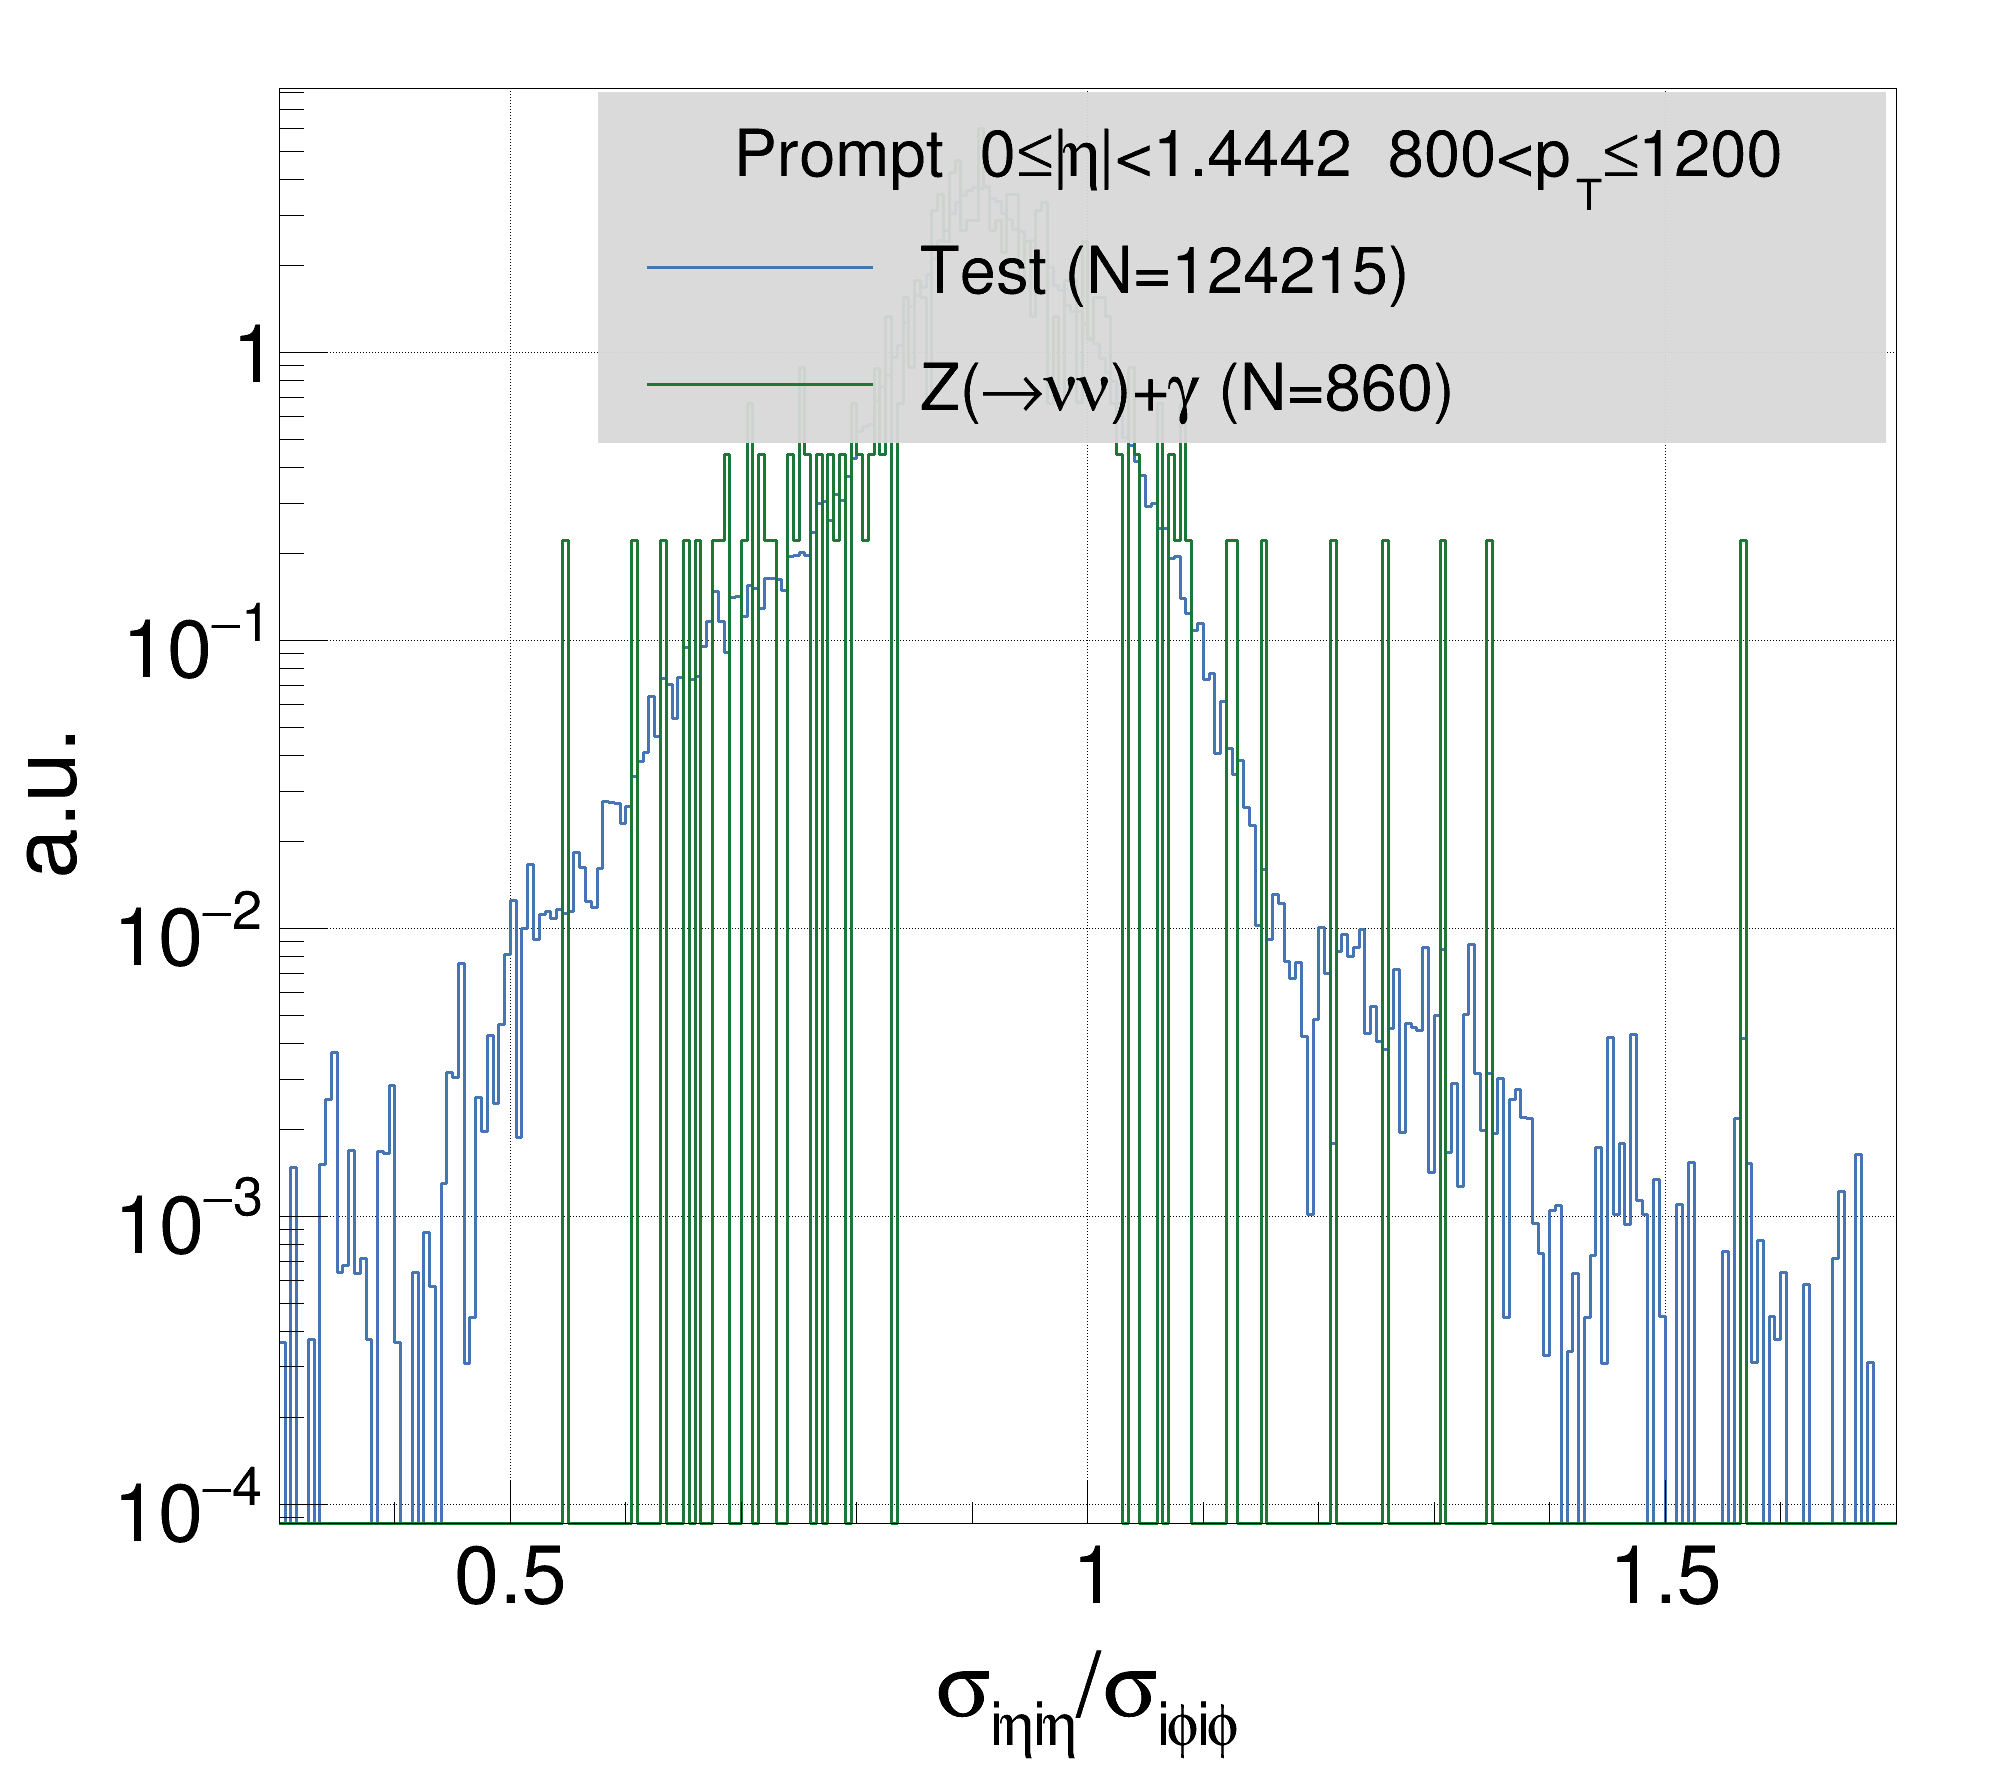 Prompt 0≤|η|<1.4442 800<p_T≤1200
Test (N=124215)
Z(→νν)+γ (N=860)
1
10⁻¹
10⁻²
10⁻³
10⁻⁴
a.u.
0.5 1 1.5
σ_iηiη/σ_iϕiϕ